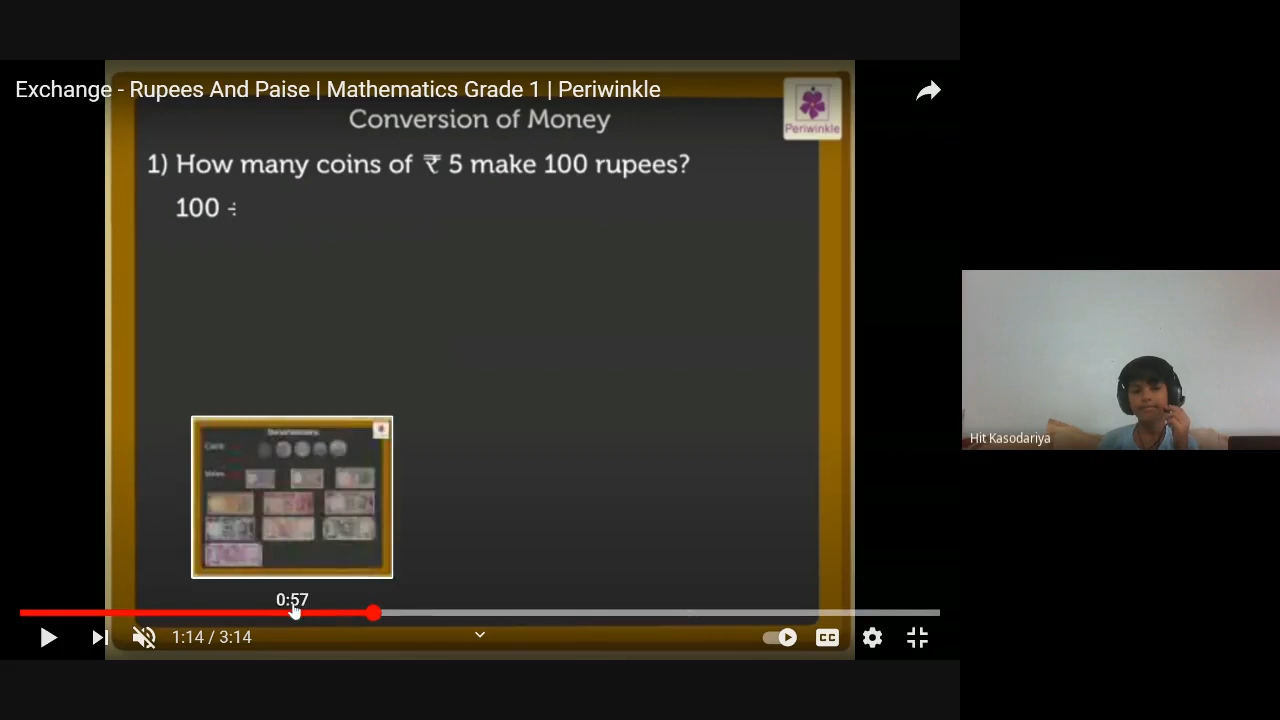 Exchange - Rupees And Paise | Mathematics Grade 1 | Periwinkle
Conversion of Money
Periwinkle
1) How many coins of ₹ 5 make 100 rupees?
100 ÷
0:57
1:14 / 3:14
CC
Hit Kasodariya